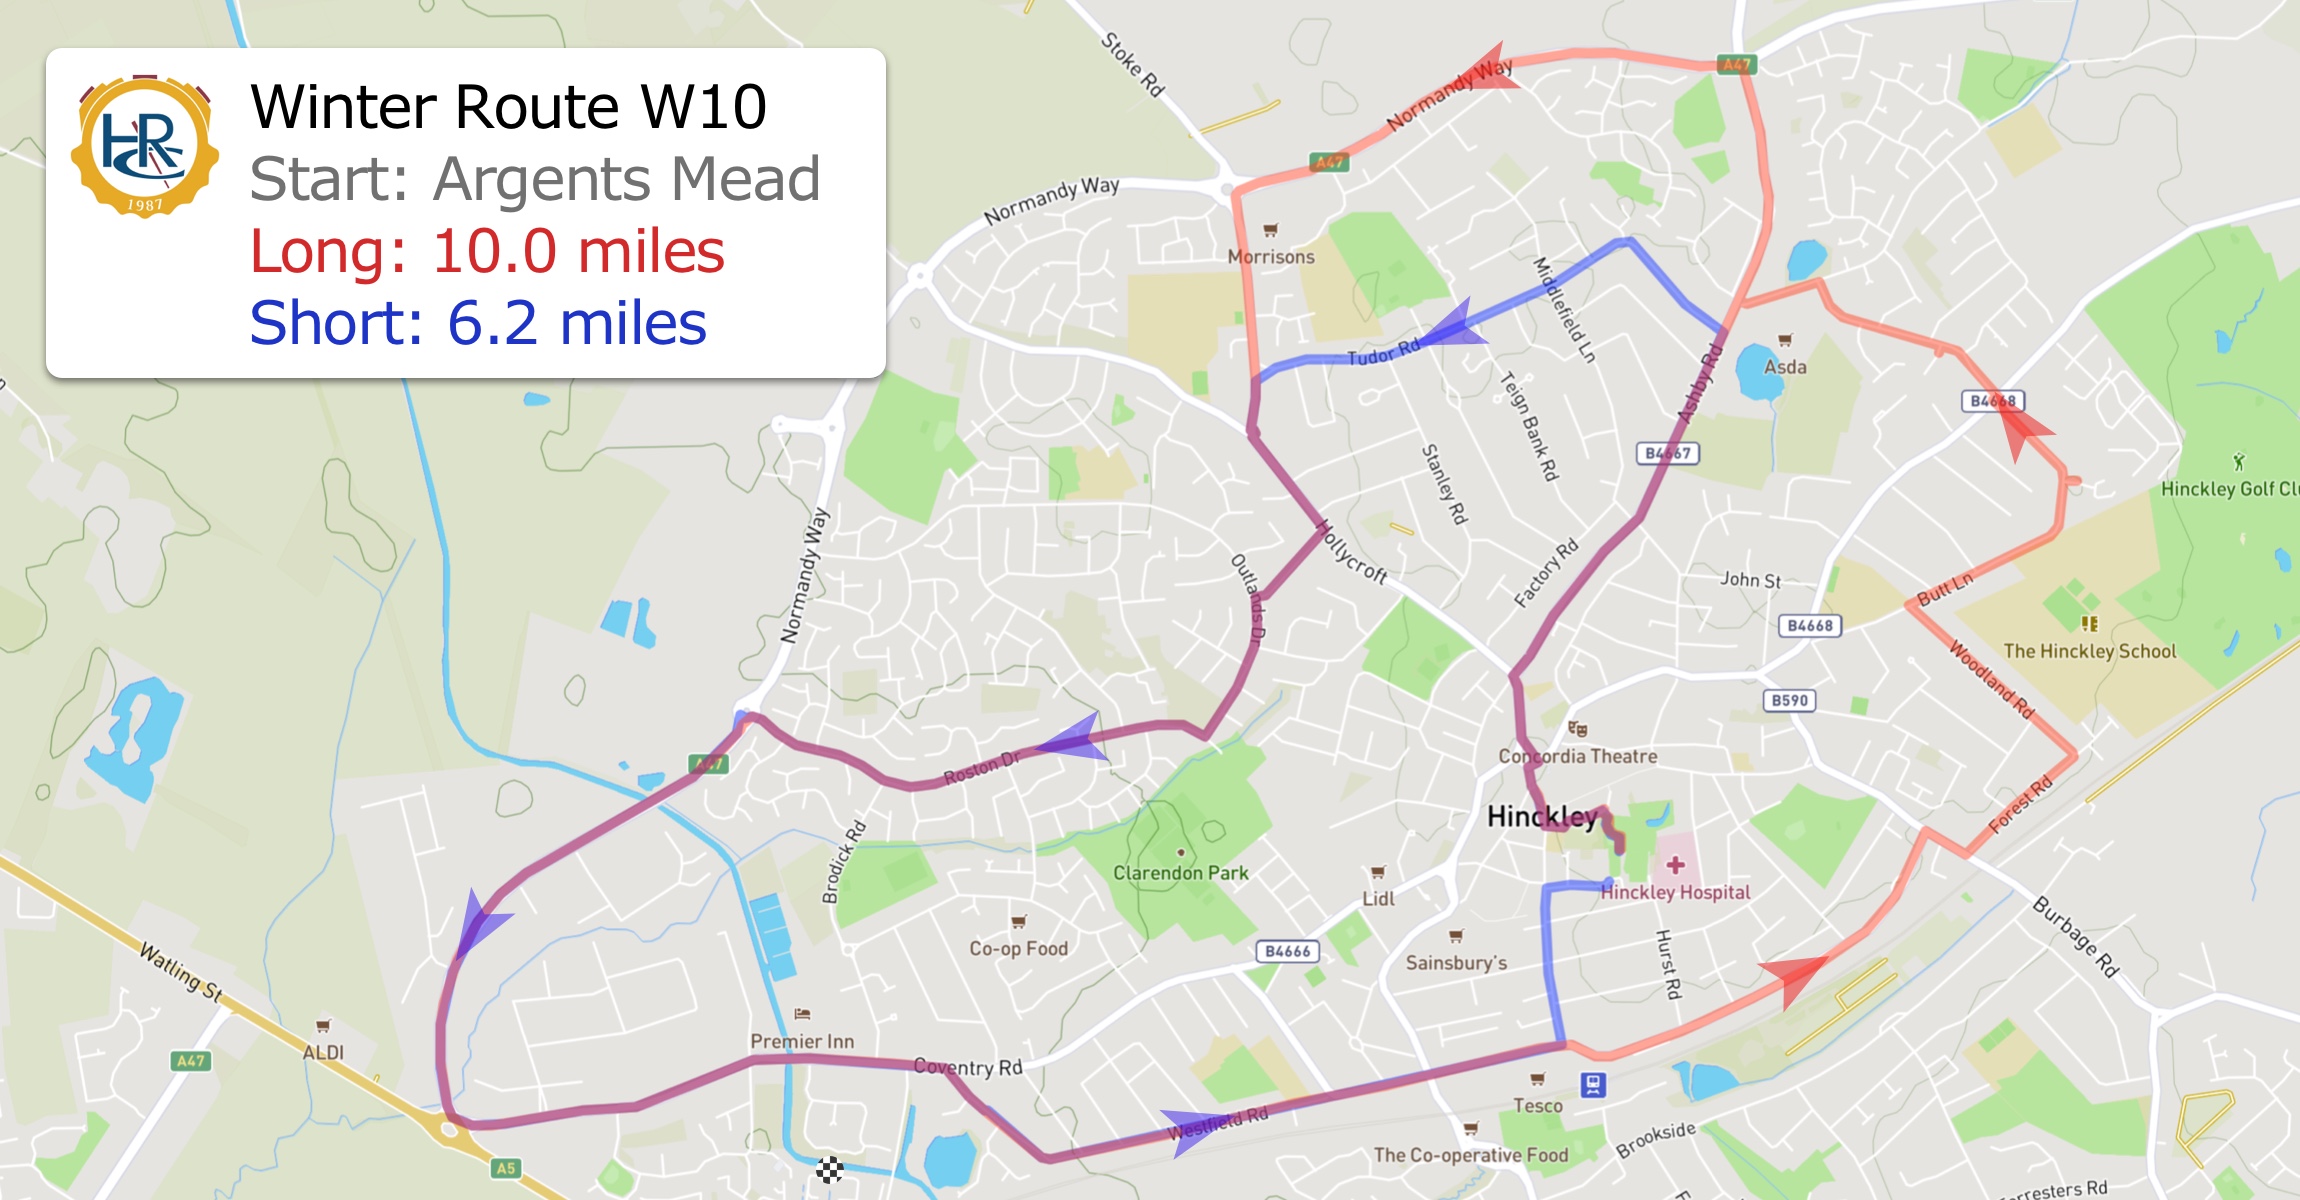 HRC
1987
Winter Route W10
Start: Argents Mead
Long: 10.0 miles
Short: 6.2 miles
Stoke Rd
A47
Normandy Way
A47
Normandy Way
Morrisons
Middlefield Ln
Tudor Rd
Ashby Rd
Asda
Teign Bank Rd
B4668
B4667
Stanley Rd
Hinckley Golf Cl
Normandy Way
Hollycroft
Outlands Dr
Factory Rd
John St
Butt Ln
B4668
The Hinckley School
Woodland Rd
B590
Concordia Theatre
A47
Roston Dr
Hinckley
Forest Rd
Brodick Rd
Clarendon Park
Lidl
Hinckley Hospital
Co-op Food
B4666
Sainsbury's
Hurst Rd
Burbage Rd
Watling St
Premier Inn
ALDI
A47
Coventry Rd
Tesco
Westfield Rd
Brookside
The Co-operative Food
A5
rresters Rd